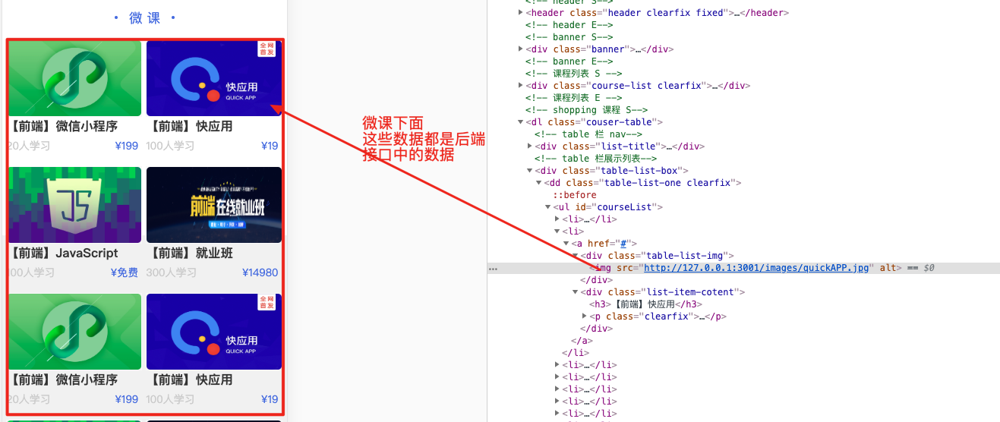 • 微 课 •
全网
首发
快应用
QUICK APP
【前端】微信小程序
【前端】快应用
20人学习
¥199
100人学习
¥19
JS
前端在线就业班
【前端】JavaScript
【前端】就业班
00人学习
¥免费
300人学习
¥14980
全网
首发
快应用
QUICK APP
【前端】微信小程序
【前端】快应用
20人学习
¥199
100人学习
¥19
微课下面
这些数据都是后端
接口中的数据
<!-- header S-->
<header class="header clearfix fixed">…</header>
<!-- header E-->
<!-- banner S-->
<div class="banner">…</div>
<!-- banner E-->
<!-- 课程列表 S -->
<div class="course-list clearfix">…</div>
<!-- 课程列表 E -->
<!-- shopping 课程 S-->
<dl class="couser-table">
<!-- table 栏 nav-->
<div class="list-title">…</div>
<!-- table 栏展示列表-->
<div class="table-list-box">
<dd class="table-list-one clearfix">
::before
<ul id="courseList">
<li>…</li>
<li>
<a href="#">
<div class="table-list-img">
<img src="http://127.0.0.1:3001/images/quickAPP.jpg" alt> == $0
</div>
<div class="list-item-cotent">
<h3>【前端】快应用</h3>
<p class="clearfix">…</p>
</div>
</a>
</li>
<li>…</li>
<li>…</li>
<li>…</li>
<li>…</li>
<li>…</li>